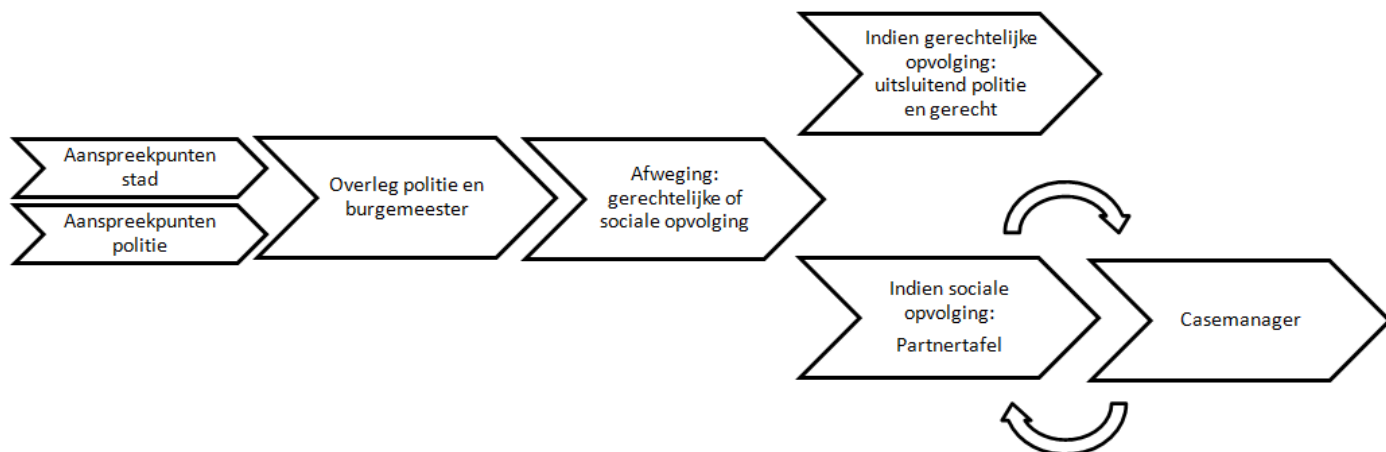 Aanspreekpunten
stad
Aanspreekpunten
politie
Overleg politie en
burgemeester
Afweging:
gerechtelijke of
sociale opvolging
Indien gerechtelijke
opvolging:
uitsluitend politie
en gerecht
Indien sociale
opvolging:
Partnertafel
Casemanager